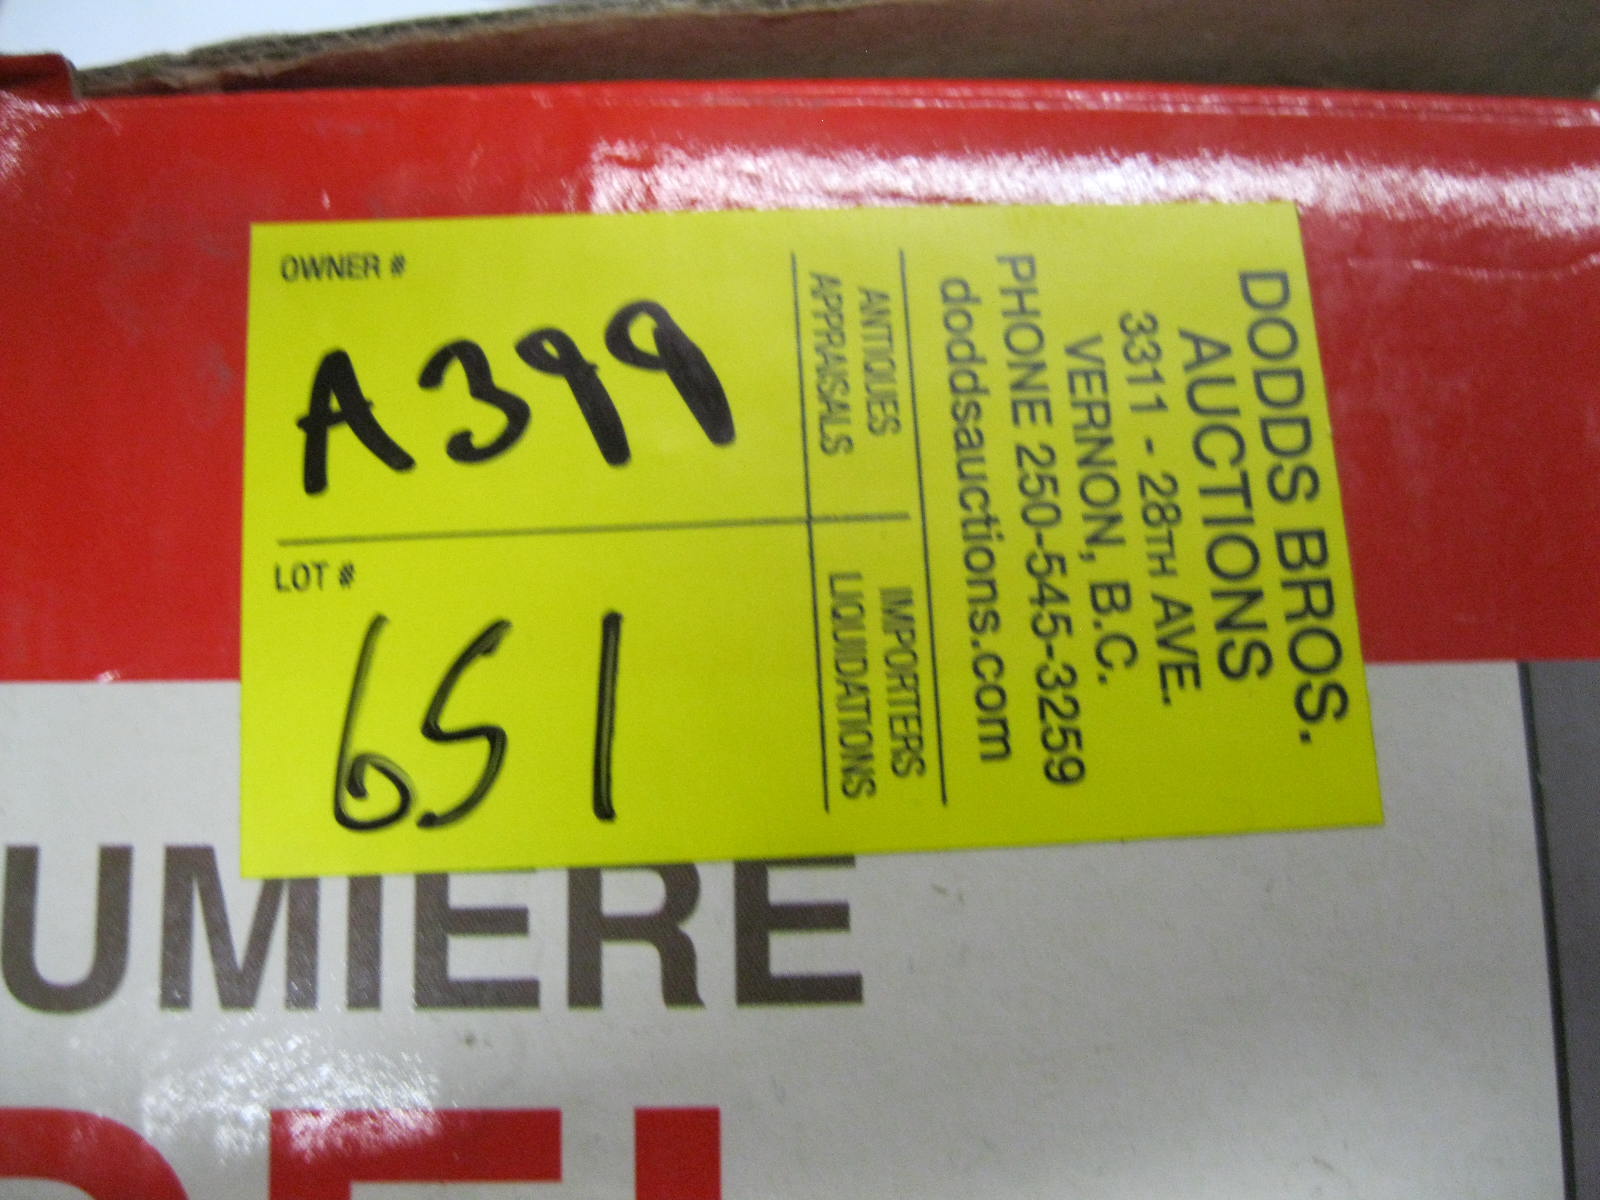 OWNER #
A399
LOT #
651
ANTIQUES
APPRAISALS
IMPORTERS
LIQUIDATIONS
DODDS BROS.
AUCTIONS
3311 - 28TH AVE.
VERNON, B.C.
PHONE 250-545-3259
doddsauctions.com
UMIERE